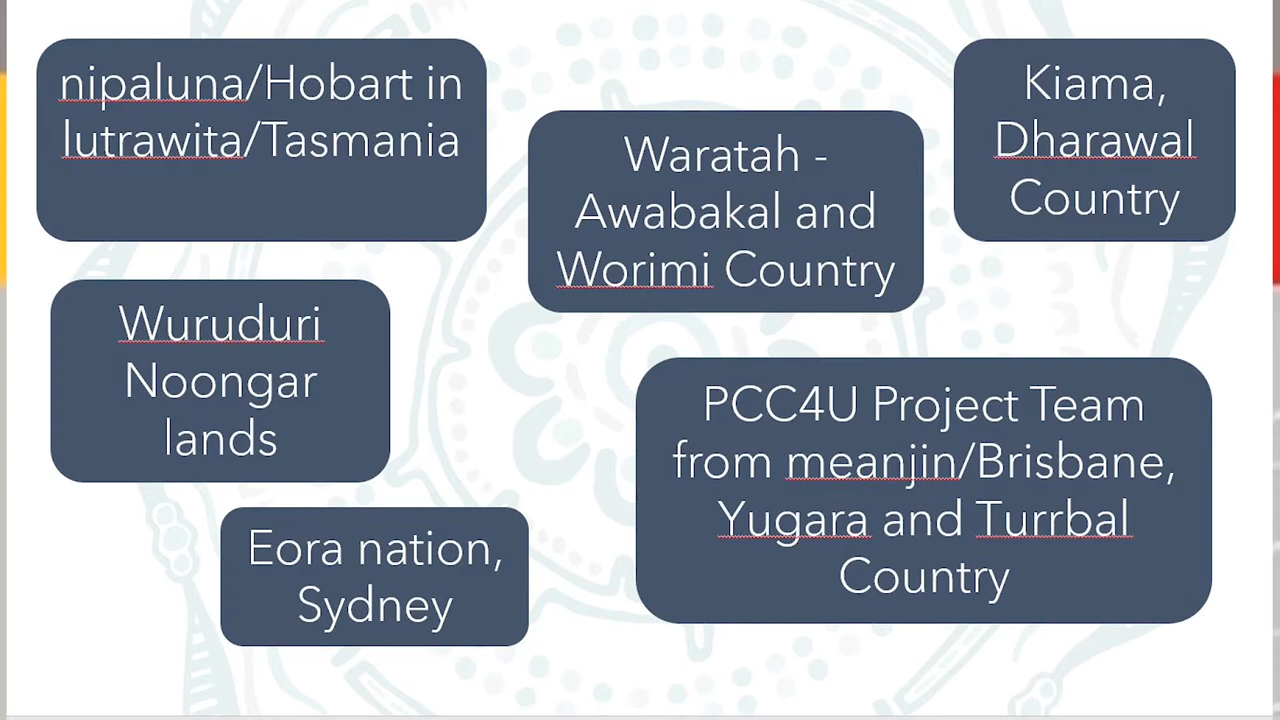 nipaluna/Hobart in
lutrawita/Tasmania
Waratah -
Awabakal and
Worimi Country
Kiama,
Dharawal
Country
Wuruduri
Noongar
lands
PCC4U Project Team
from meanjin/Brisbane,
Yugara and Turrbal
Country
Eora nation,
Sydney